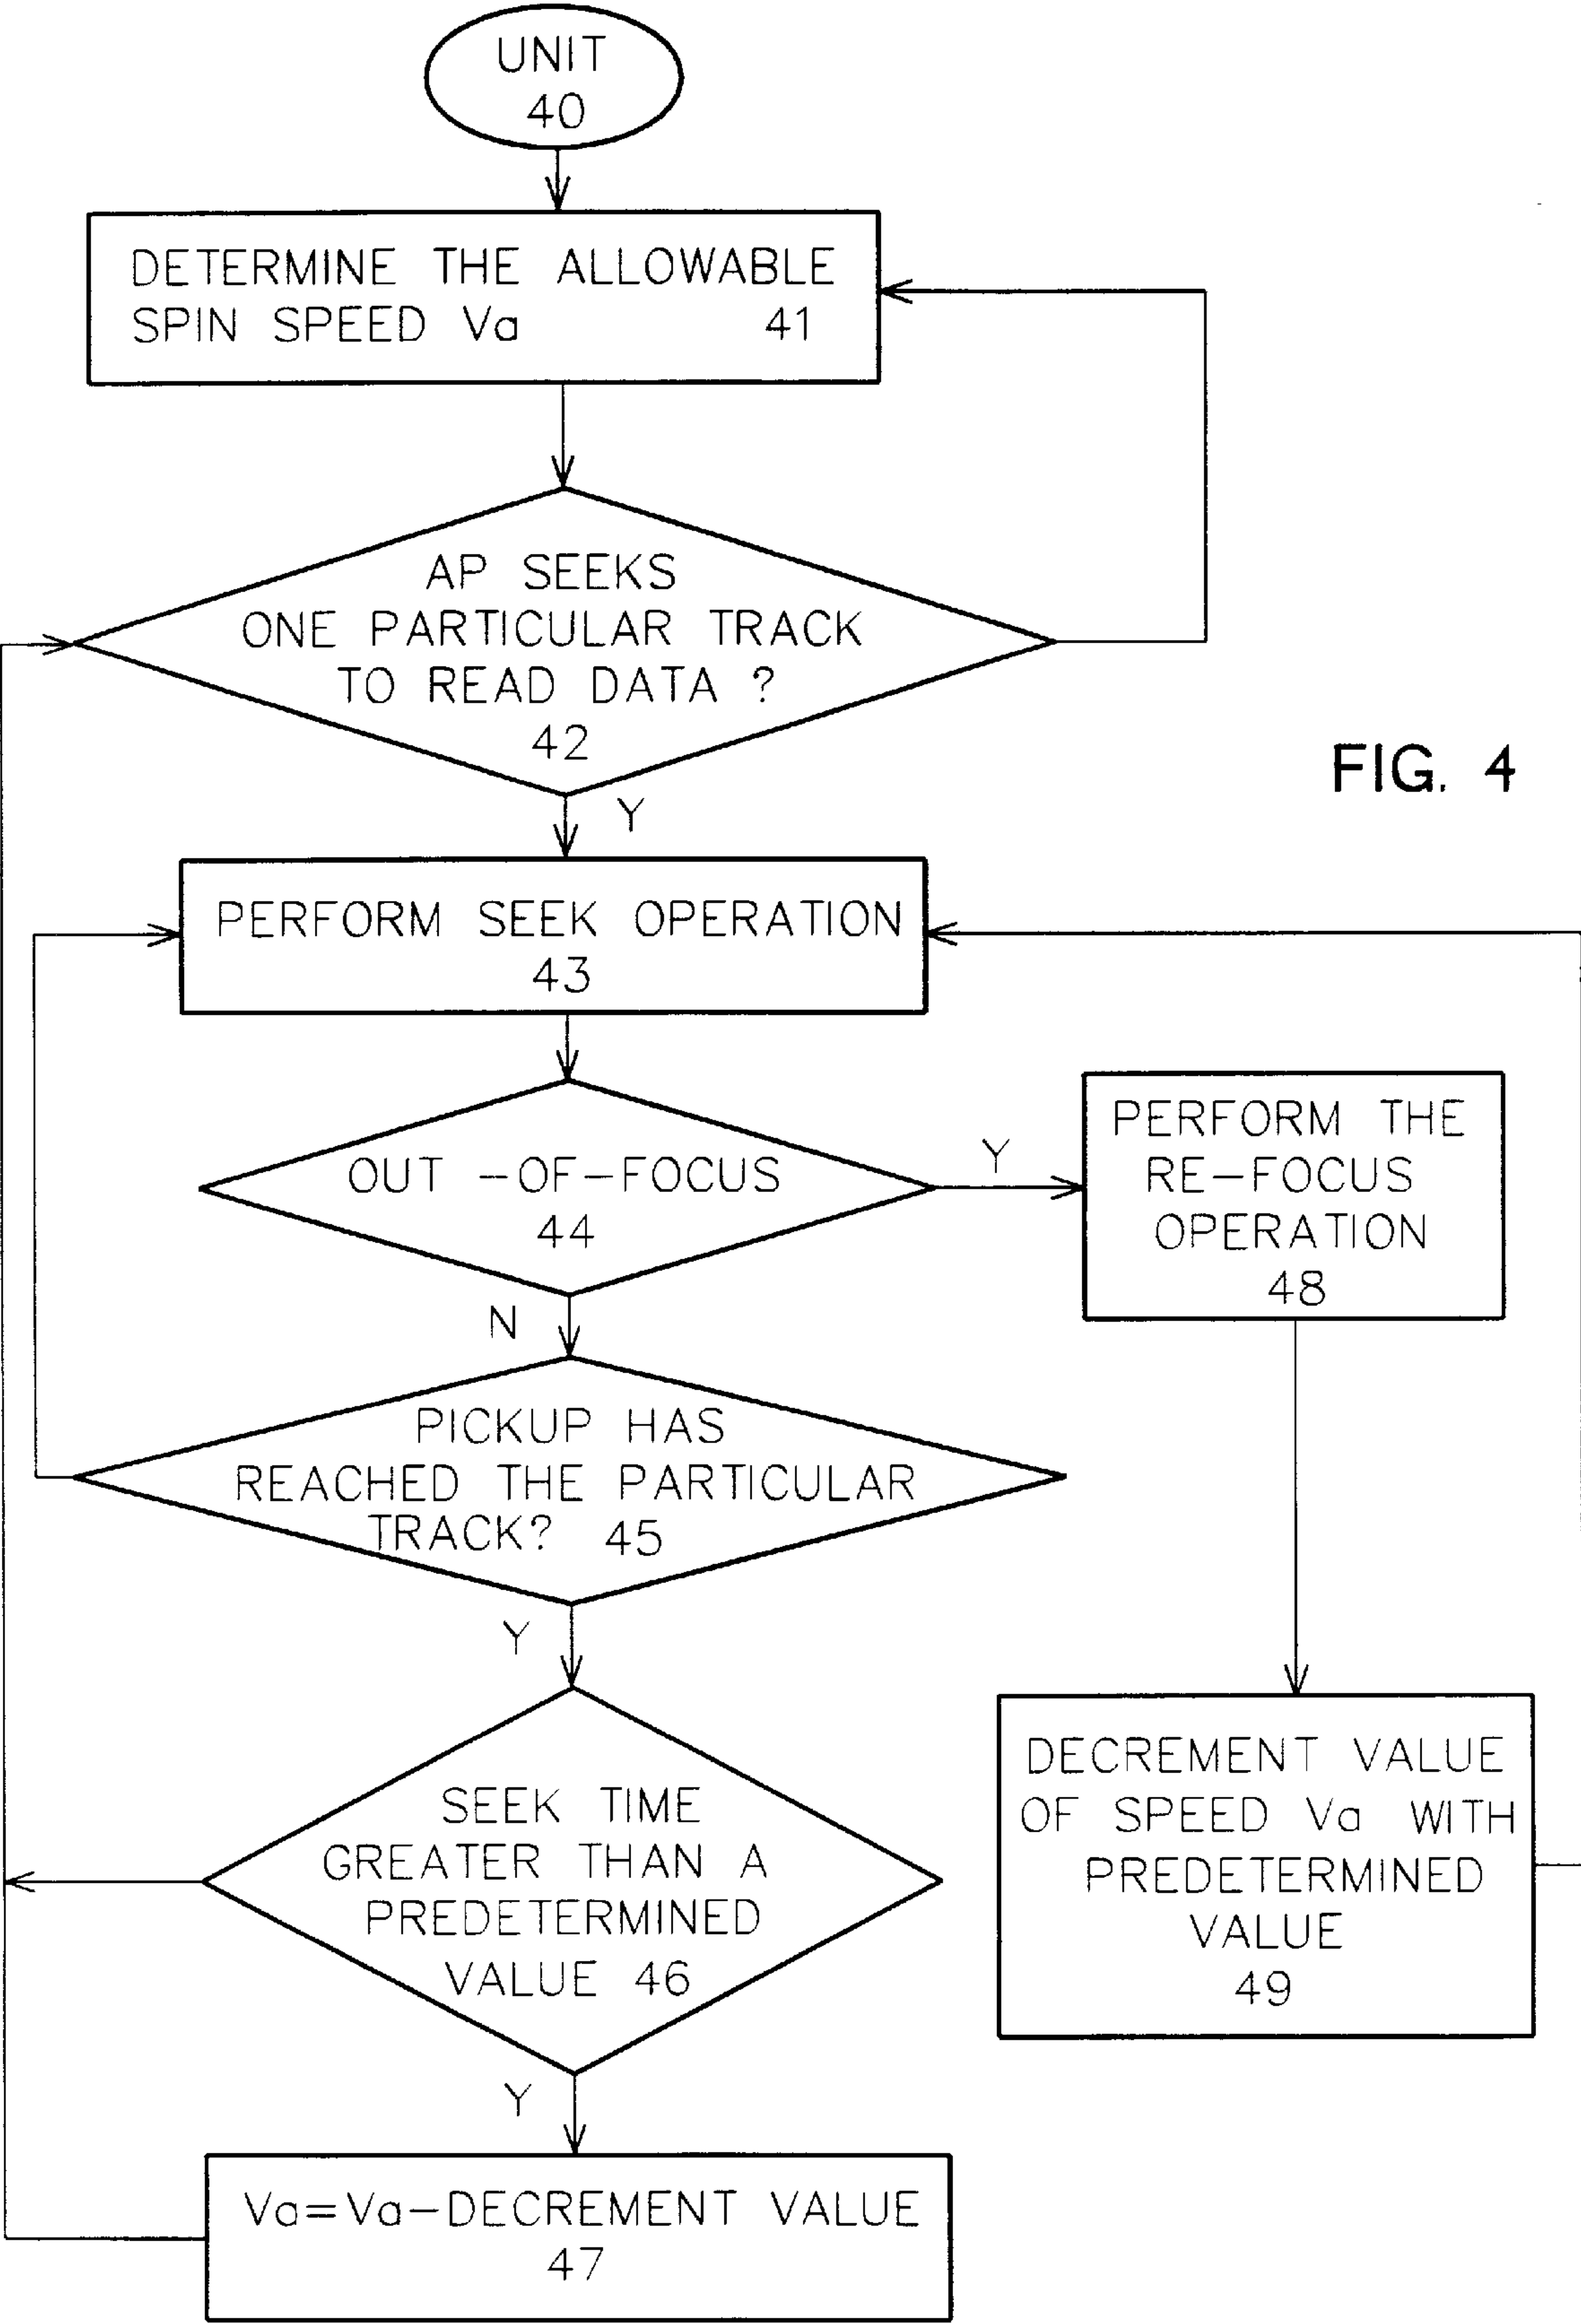 UNIT
40
DETERMINE THE ALLOWABLE
SPIN SPEED Va 41
AP SEEKS
ONE PARTICULAR TRACK
TO READ DATA ?
42
Y
FIG. 4
PERFORM SEEK OPERATION
43
OUT -OF-FOCUS
44
Y
N
PERFORM THE
RE-FOCUS
OPERATION
48
PICKUP HAS
REACHED THE PARTICULAR
TRACK? 45
Y
SEEK TIME
GREATER THAN A
PREDETERMINED
VALUE 46
Y
DECREMENT VALUE
OF SPEED Va WITH
PREDETERMINED
VALUE
49
Va=Va-DECREMENT VALUE
47